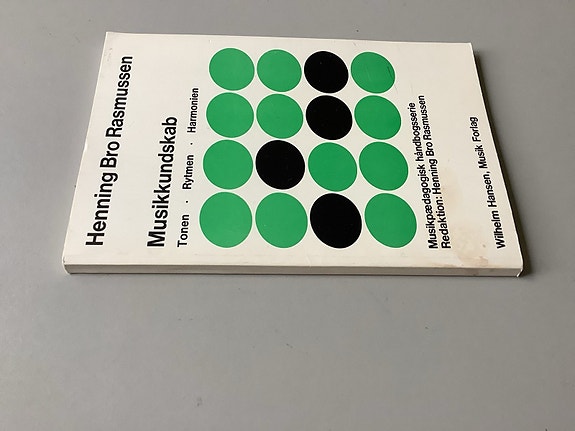 Henning Bro Rasmussen
Musikkundskab
Tonen · Rytmen · Harmonien
Musikpædagogisk håndbogsserie
Redaktion: Henning Bro Rasmussen
Wilhelm Hansen, Musik Forlag